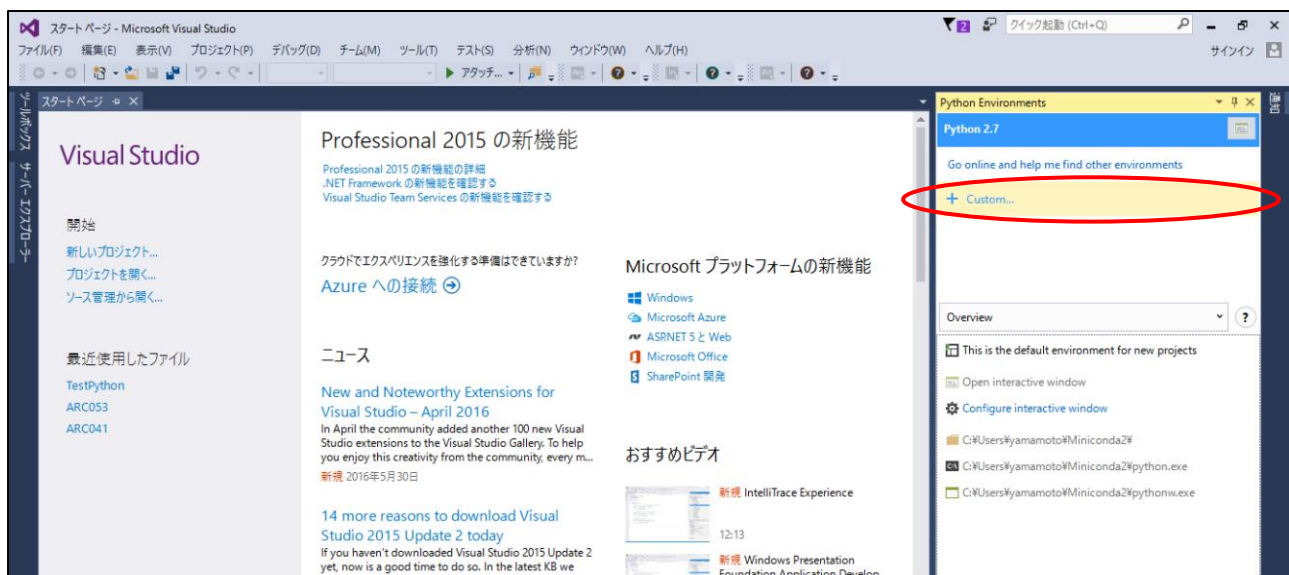 スタート ページ - Microsoft Visual Studio
2
クイック起動 (Ctrl+Q)
ファイル(F) 編集(E) 表示(V) プロジェクト(P) デバッグ(D) チーム(M) ツール(T) テスト(S) 分析(N) ウィンドウ(W) ヘルプ(H)
サインイン
アタッチ...
ツールボックス
サーバー エクスプローラー
スタート ページ
Visual Studio
開始
新しいプロジェクト...
プロジェクトを開く...
ソース管理から開く...
最近使用したファイル
TestPython
ARC053
ARC041
Professional 2015 の新機能
Professional 2015 の新機能の詳細
.NET Framework の新機能を確認する
Visual Studio Team Services の新機能を確認する
クラウドでエクスペリエンスを強化する準備はできていますか?
Azure への接続
ニュース
New and Noteworthy Extensions for
Visual Studio – April 2016
In April the community added another 100 new Visual
Studio extensions to the Visual Studio Gallery. To help
you enjoy this creativity from the community, every m...
新規 2016年5月30日
14 more reasons to download Visual
Studio 2015 Update 2 today
If you haven't downloaded Visual Studio 2015 Update 2
yet, now is a good time to do so. In the latest KB we
Microsoft プラットフォームの新機能
Windows
Microsoft Azure
ASP.NET 5 と Web
Microsoft Office
SharePoint 開発
おすすめビデオ
新規 IntelliTrace Experience
12:13
新規 Windows Presentation
Foundation Application Develop
Python Environments
Python 2.7
Go online and help me find other environments
+ Custom...
Overview
?
This is the default environment for new projects
Open interactive window
Configure interactive window
C:¥Users¥yamamoto¥Miniconda2¥
C:¥Users¥yamamoto¥Miniconda2¥python.exe
C:¥Users¥yamamoto¥Miniconda2¥pythonw.exe
通知